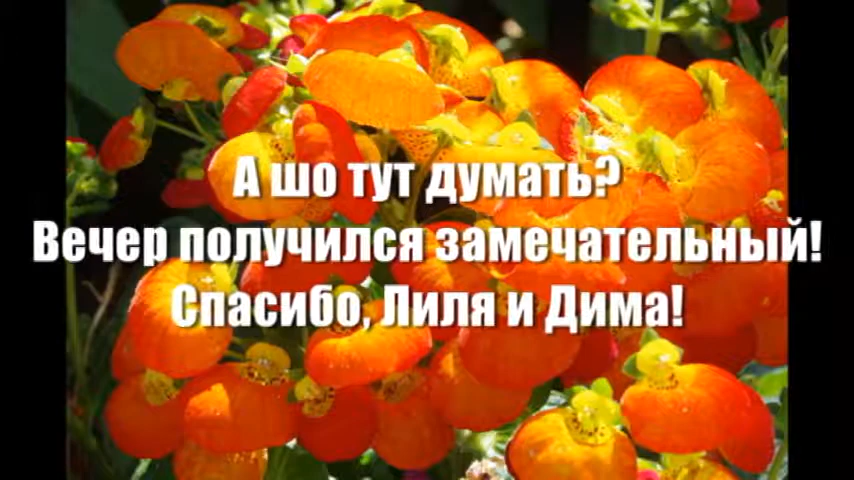 А шо тут думать?
Вечер получился замечательный!
Спасибо, Лиля и Дима!